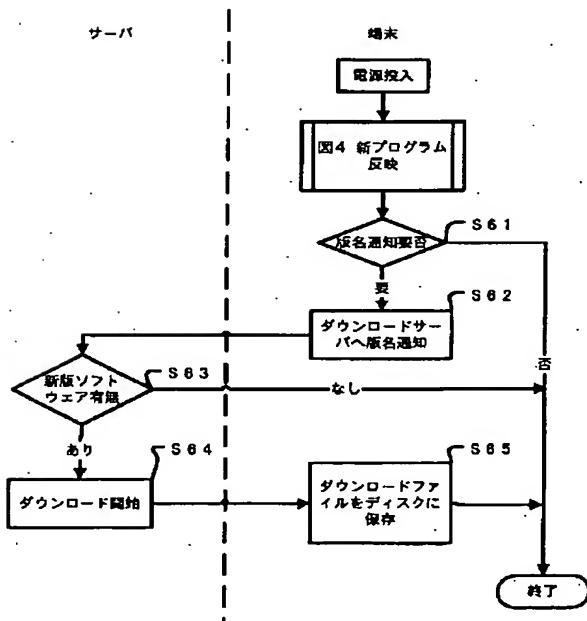 サーバ
端末
電源投入
図4 新プログラム
反映
版名通知要否
S61
要
S62
ダウンロードサー
バへ版名通知
否
新版ソフト
ウェア有無
S63
なし
あり
S64
S65
ダウンロード開始
ダウンロードファ
イルをディスクに
保存
終了